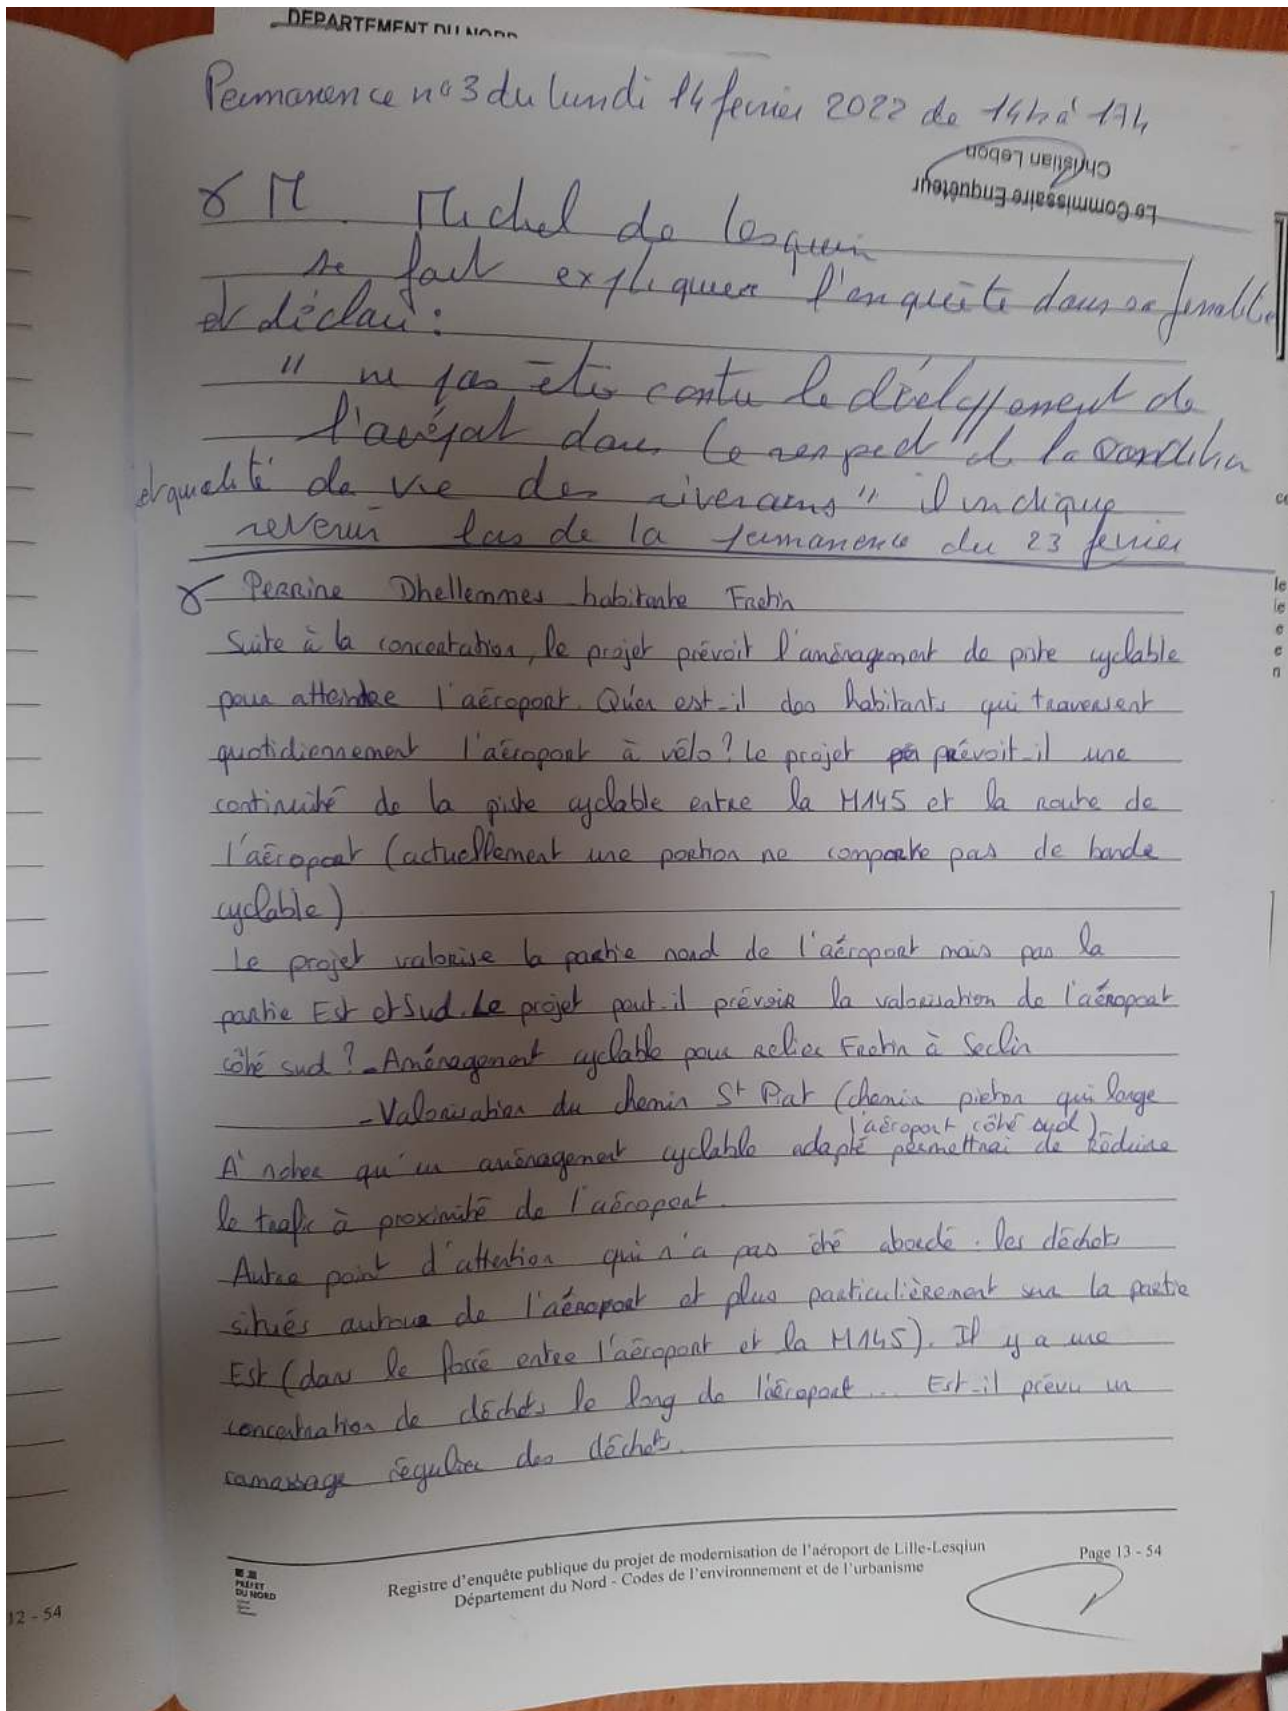 DEPARTEMENT DU NORD
Permanence n°3 du lundi 14 fevrier 2022 de 14h à 17h
Christian Lebon
Le Commissaire Enquêteur
M. Michel de Lesquin
se fait expliquer l'enquête dans sa finalité
et déclare :
" ne pas être contre le développement de
l'aéroport dans le respect de la condition
et qualité de vie des riverains " il indique
revenir lors de la permanence du 23 fevrier
Perrine Dhellemmes habitante Fretin
Suite à la concertation, le projet prévoit l'aménagement de piste cyclable
pour atteindre l'aéroport. Qu'en est-il des habitants qui traversent
quotidiennement l'aéroport à vélo ? Le projet prévoit-il une
continuité de la piste cyclable entre la M145 et la route de
l'aéroport (actuellement une portion ne comporte pas de bande
cyclable)
Le projet valorise la partie nord de l'aéroport mais pas la
partie Est et Sud. Le projet peut-il prévoir la valorisation de l'aéroport
côté sud ? - Aménagement cyclable pour relier Fretin à Seclin
- Valorisation du chemin St Piat (chemin pieton qui longe
l'aéroport côté sud)
A noter qu'un aménagement cyclable adapté permettrai de réduire
le trafic à proximité de l'aéroport.
Autre point d'attention qui n'a pas été abordé. les déchets
situés autour de l'aéroport et plus particulièrement sur la partie
Est (dans le fossé entre l'aéroport et la M145). Il y a une
concentration de déchets le long de l'aéroport... Est-il prévu un
ramassage régulier des déchets.
PRÉFET
DU NORD
Registre d'enquête publique du projet de modernisation de l'aéroport de Lille-Lesqiun
Département du Nord - Codes de l'environnement et de l'urbanisme
Page 13 - 54
12 - 54